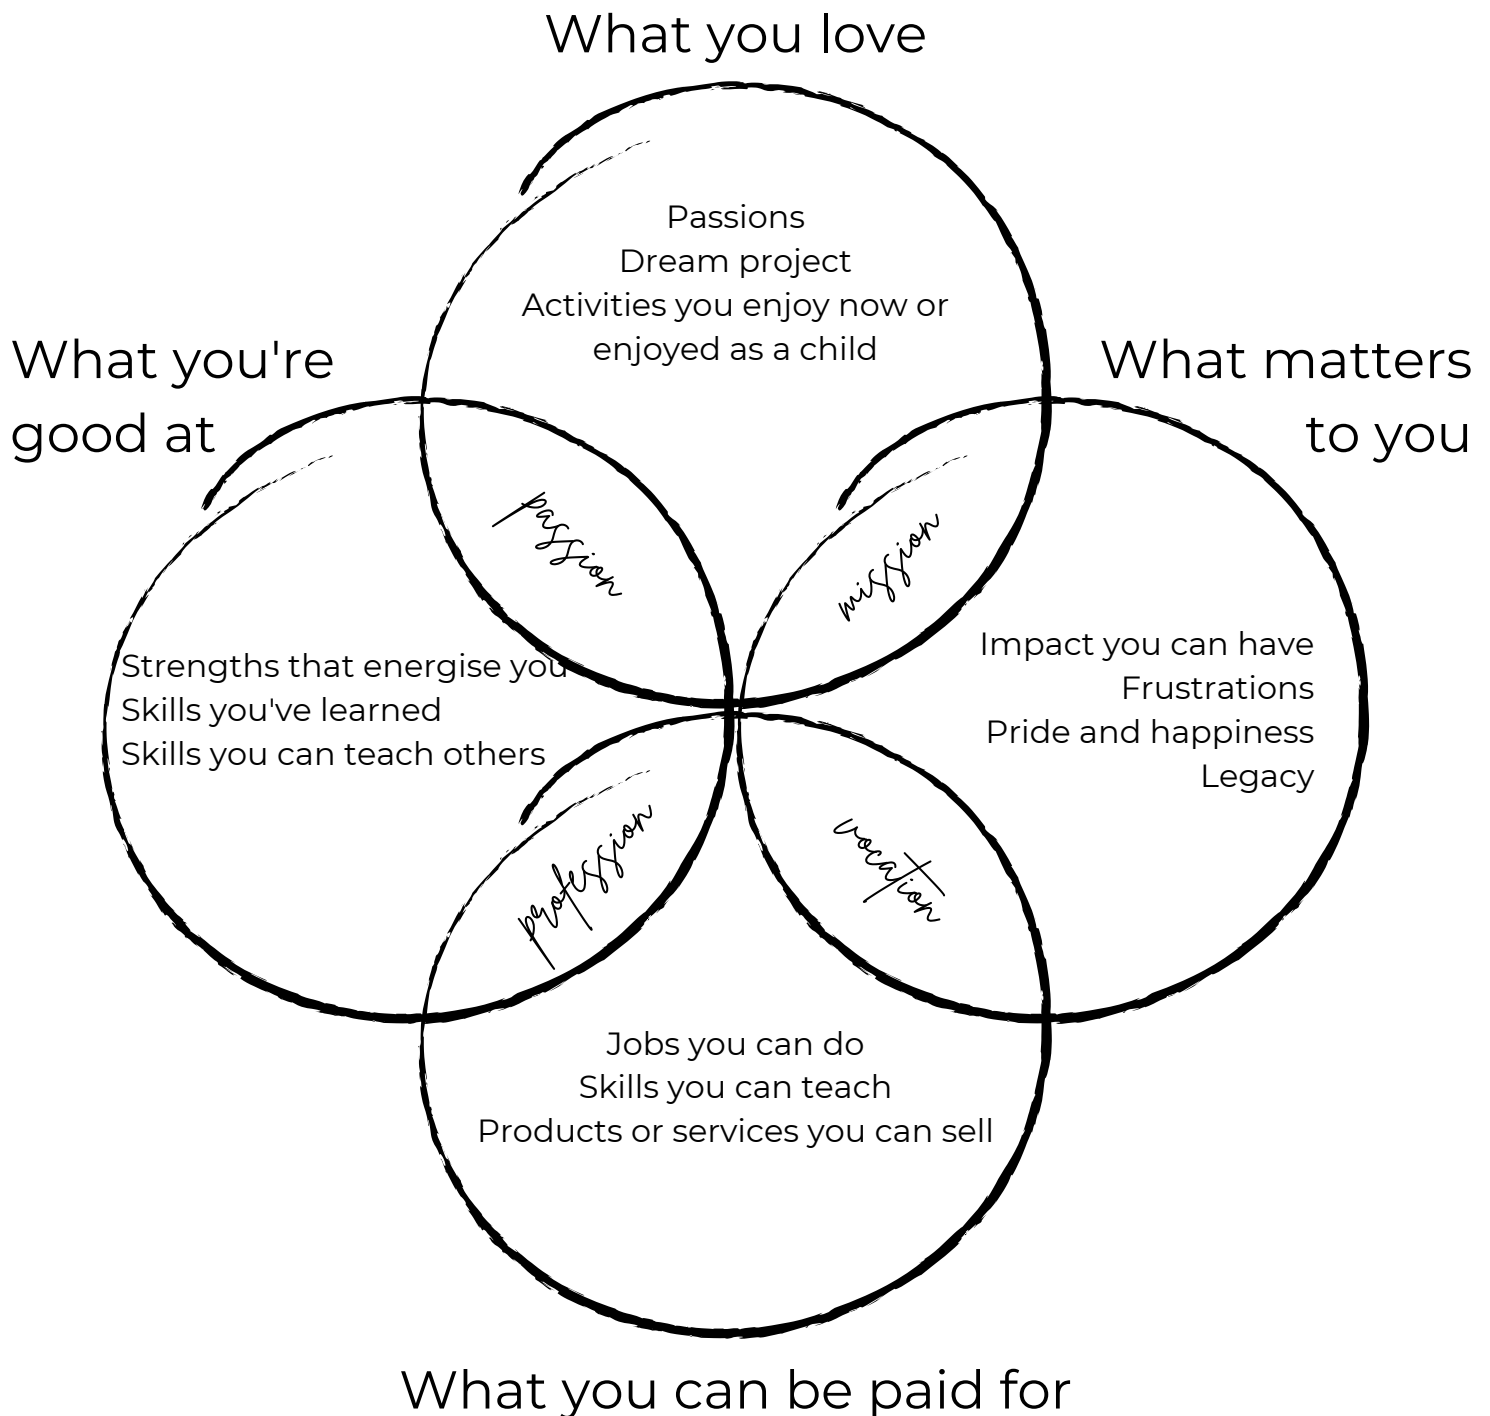 What you love
Passions
Dream project
Activities you enjoy now or
enjoyed as a child
What you're
good at
What matters
to you
passion
mission
Strengths that energise you
Skills you've learned
Skills you can teach others
Impact you can have
Frustrations
Pride and happiness
Legacy
profession
vocation
Jobs you can do
Skills you can teach
Products or services you can sell
What you can be paid for